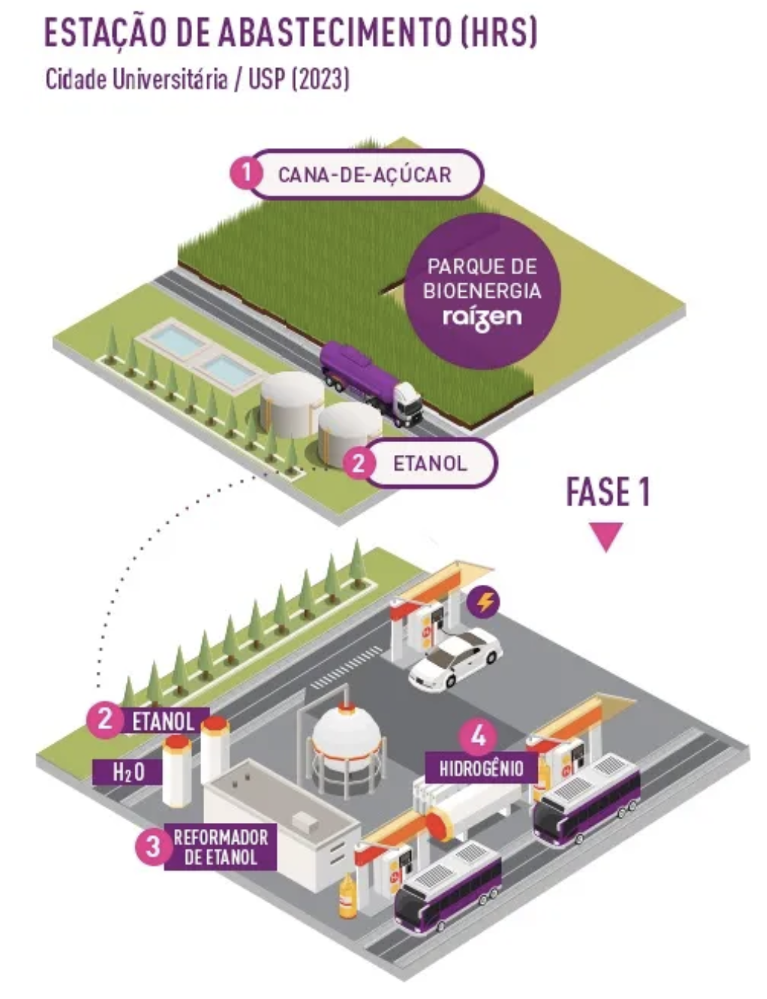 ESTAÇÃO DE ABASTECIMENTO (HRS)
Cidade Universitária / USP (2023)
1 CANA-DE-AÇÚCAR
PARQUE DE
BIOENERGIA
raízen
2 ETANOL
FASE 1
2 ETANOL
H₂O
4
HIDROGÊNIO
3 REFORMADOR
DE ETANOL